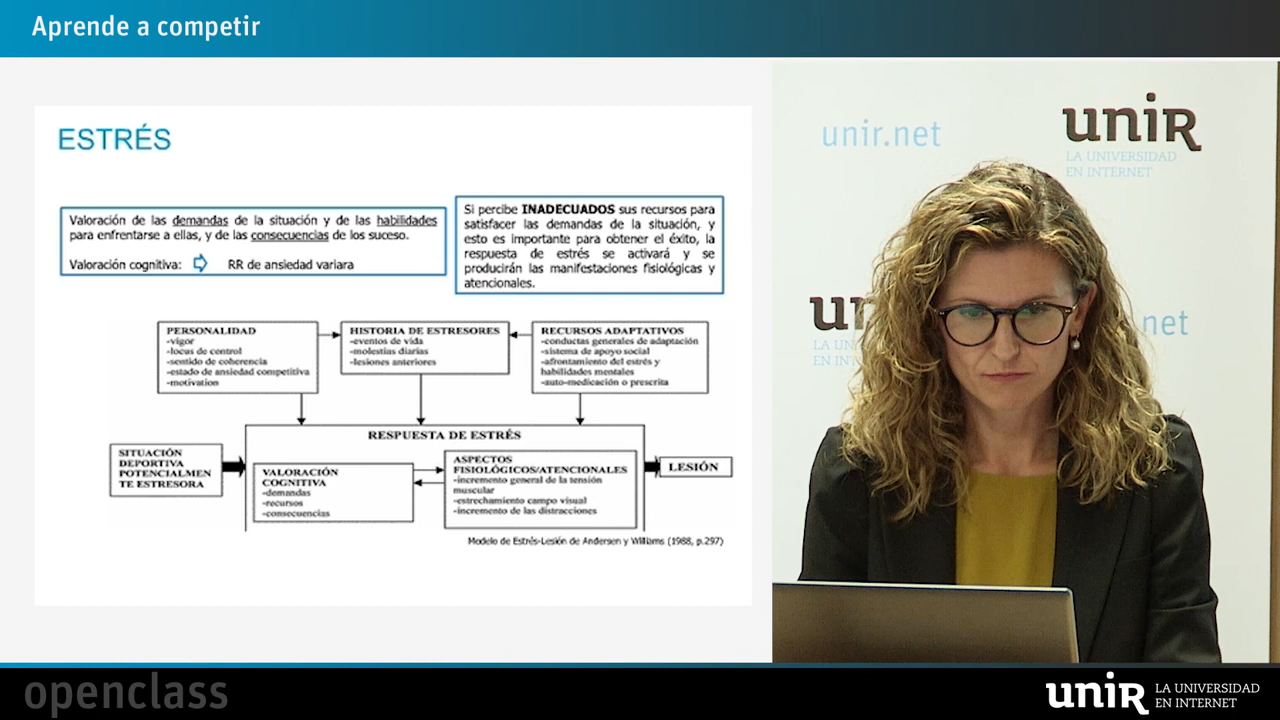 Aprende a competir
ESTRÉS
Valoración de las demandas de la situación y de las habilidades
para enfrentarse a ellas, y de las consecuencias de los suceso.
Valoración cognitiva: RR de ansiedad variara
Si percibe INADECUADOS sus recursos para
satisfacer las demandas de la situación, y
esto es importante para obtener el éxito, la
respuesta de estrés se activará y se
producirán las manifestaciones fisiológicas y
atencionales.
PERSONALIDAD
-vigor
-locus de control
-sentido de coherencia
-estado de ansiedad competitiva
-motivation
HISTORIA DE ESTRESORES
-eventos de vida
-molestias diarias
-lesiones anteriores
RECURSOS ADAPTATIVOS
-conductas generales de adaptación
-sistema de apoyo social
-afrontamiento del estrés y
habilidades mentales
-auto-medicación o prescrita
SITUACIÓN
DEPORTIVA
POTENCIALMEN
TE ESTRESORA
RESPUESTA DE ESTRÉS
VALORACIÓN
COGNITIVA
-demandas
-recursos
-consecuencias
ASPECTOS
FISIOLÓGICOS/ATENCIONALES
-incremento general de la tensión
muscular
-estrechamiento campo visual
-incremento de las distracciones
LESIÓN
Modelo de Estrés-Lesión de Andersen y Williams (1988, p.297)
unir.net
uniR
LA UNIVERSIDAD
EN INTERNET
un
LA UN
EN INT
net
openclass
uniR
LA UNIVERSIDAD
EN INTERNET